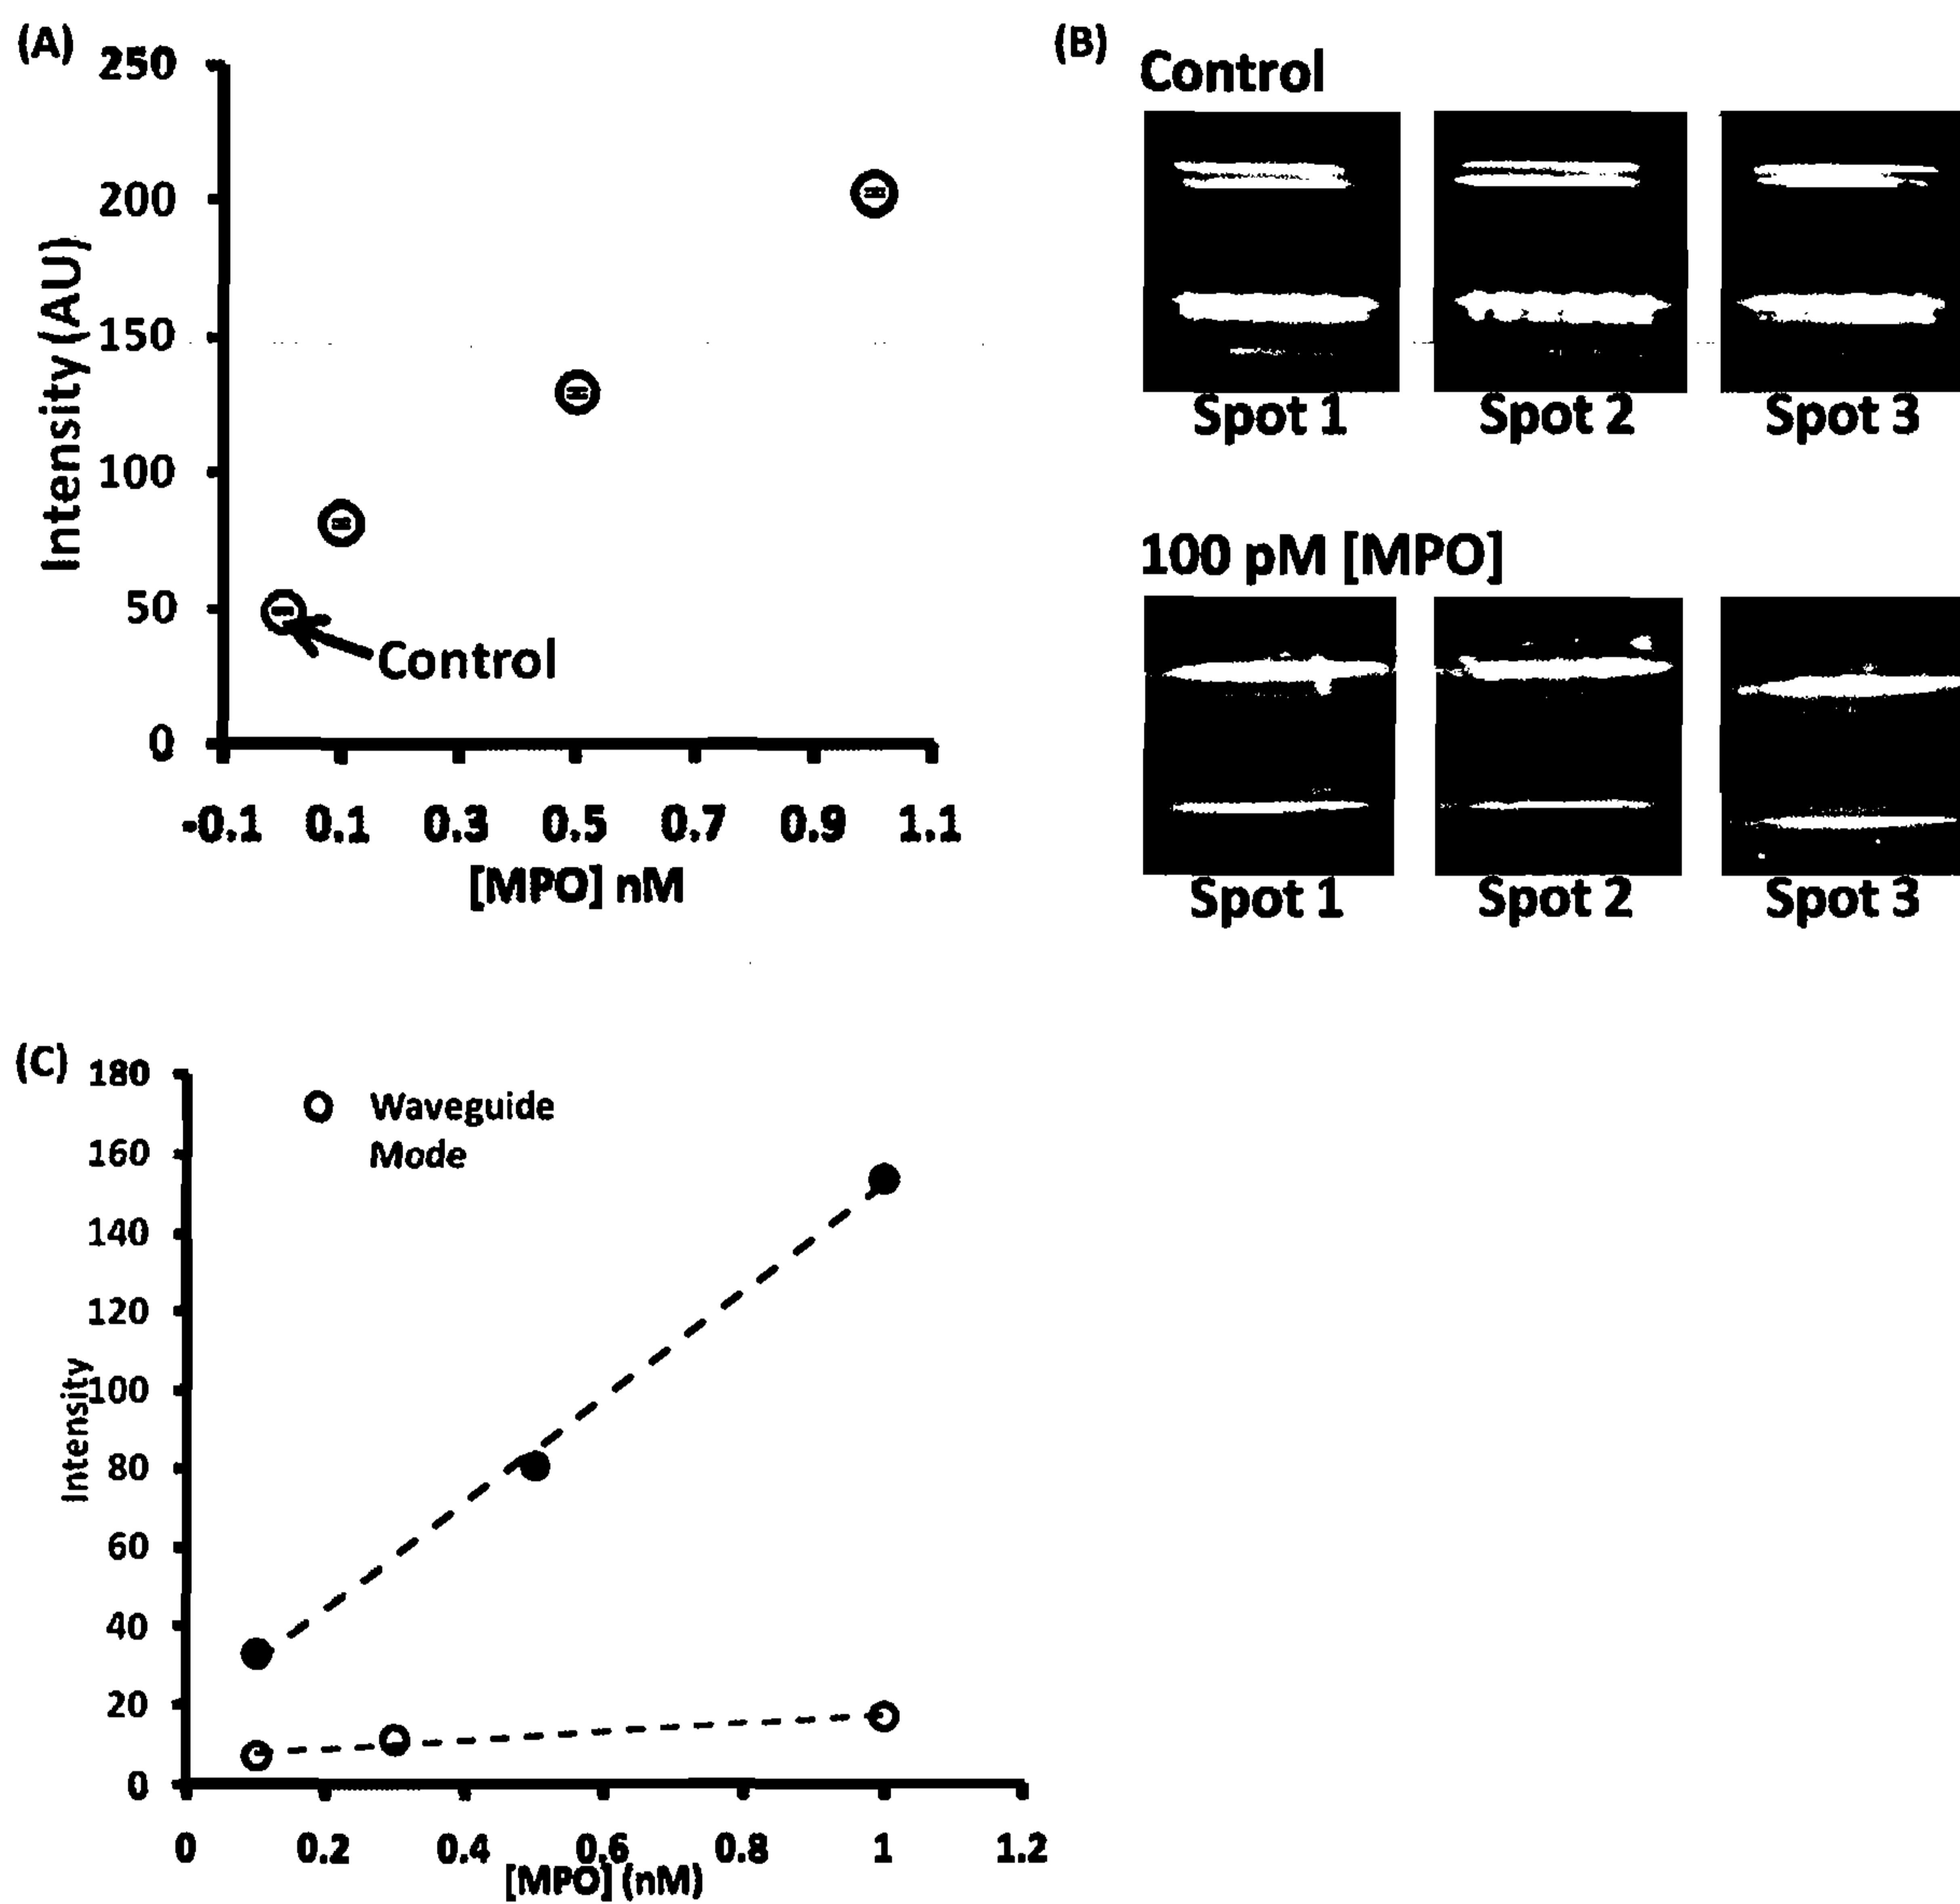 (A)
250
200
150
100
50
0
Intensity (AU)
Control
-0.1 0.1 0.3 0.5 0.7 0.9 1.1
[MPO] nM
(B)
Control
Spot 1 Spot 2 Spot 3
100 pM [MPO]
Spot 1 Spot 2 Spot 3
(C)
180
160
140
120
100
80
60
40
20
0
Intensity
Waveguide
Mode
0 0.2 0.4 0.6 0.8 1 1.2
[MPO] (nM)